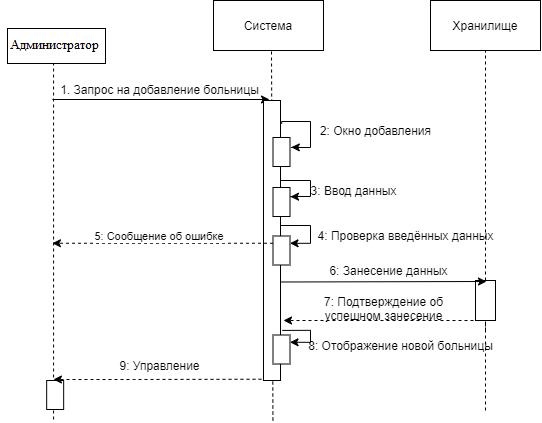 Администратор
Система
Хранилище
1. Запрос на добавление больницы
2: Окно добавления
3: Ввод данных
4: Проверка введённых данных
5: Сообщение об ошибке
6: Занесение данных
7: Подтверждение об
успешном занесение
8: Отображение новой больницы
9: Управление